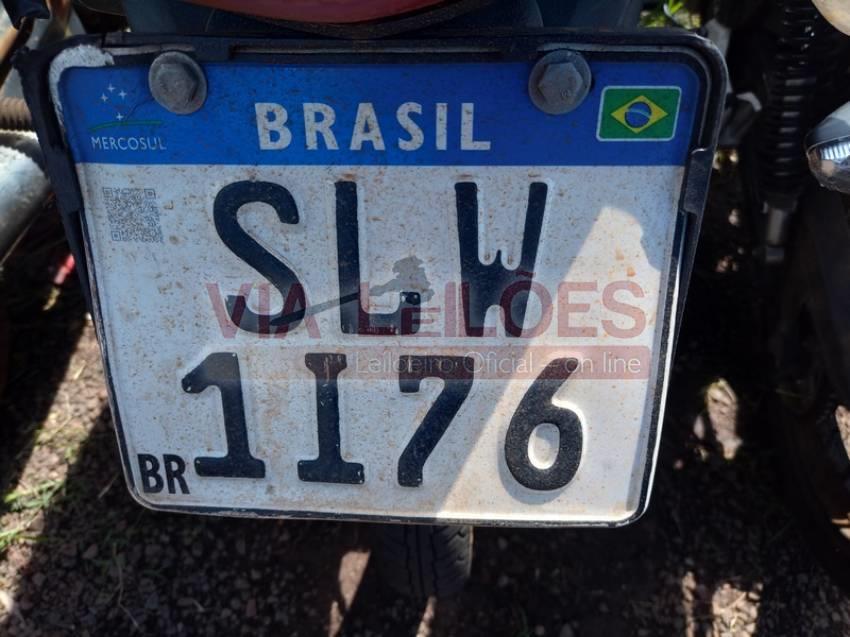 MERCOSUL
BRASIL
SLW
VIA LEILÕES
Leiloeiro Oficial - on line
1I76
BR